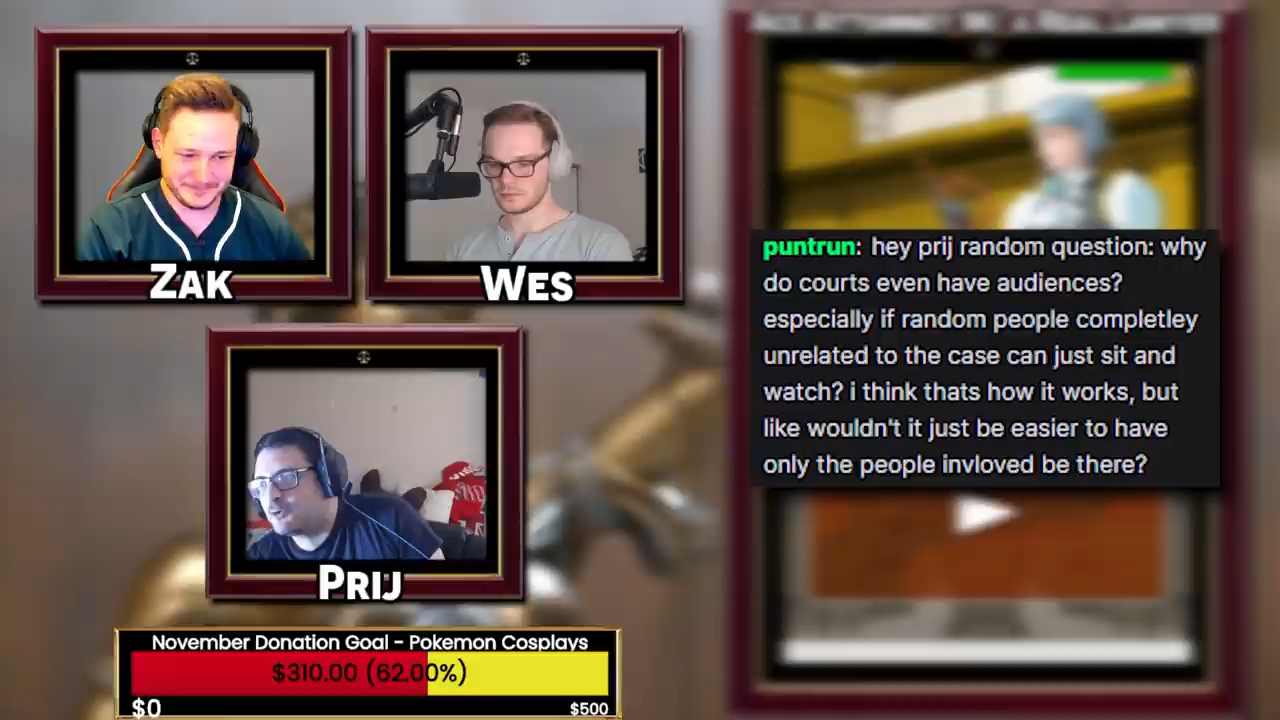 ZAK
WES
PRIJ
November Donation Goal - Pokemon Cosplays
$310.00 (62.00%)
$0
$500
puntrun: hey prij random question: why
do courts even have audiences?
especially if random people completley
unrelated to the case can just sit and
watch? i think thats how it works, but
like wouldn't it just be easier to have
only the people invloved be there?